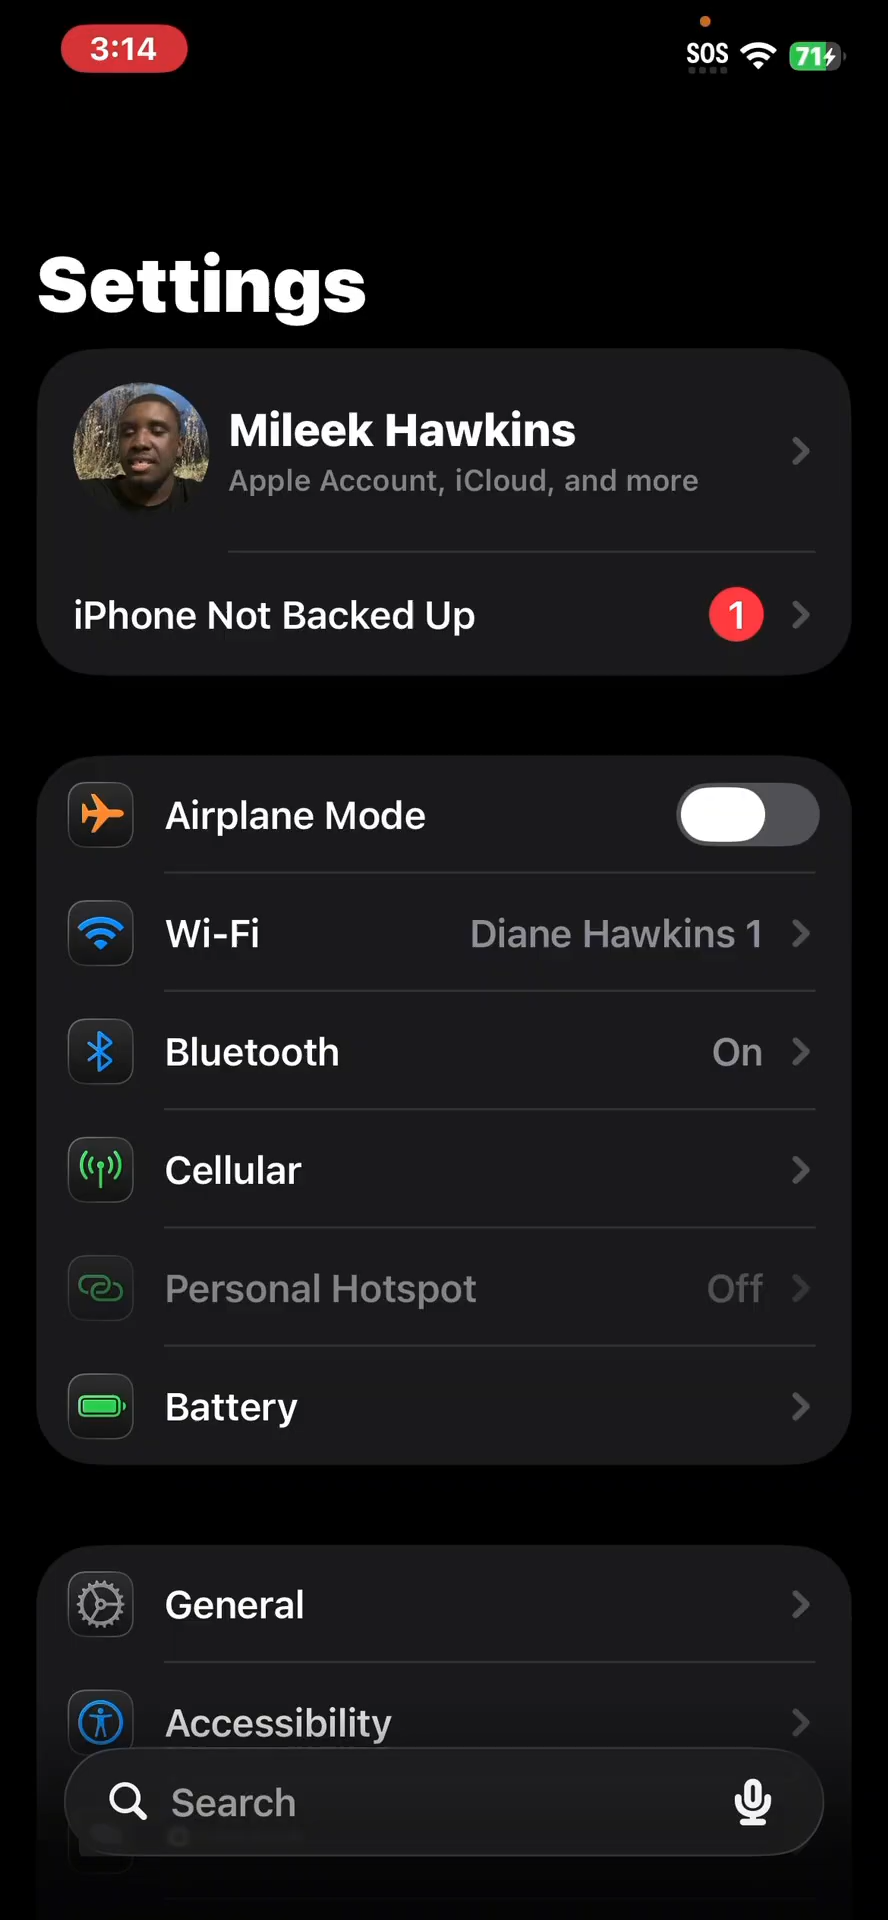 3:14
SOS
71
Settings
Mileek Hawkins
Apple Account, iCloud, and more
iPhone Not Backed Up 1
Airplane Mode
Wi-Fi Diane Hawkins 1
Bluetooth On
Cellular
Personal Hotspot Off
Battery
General
Accessibility
Search